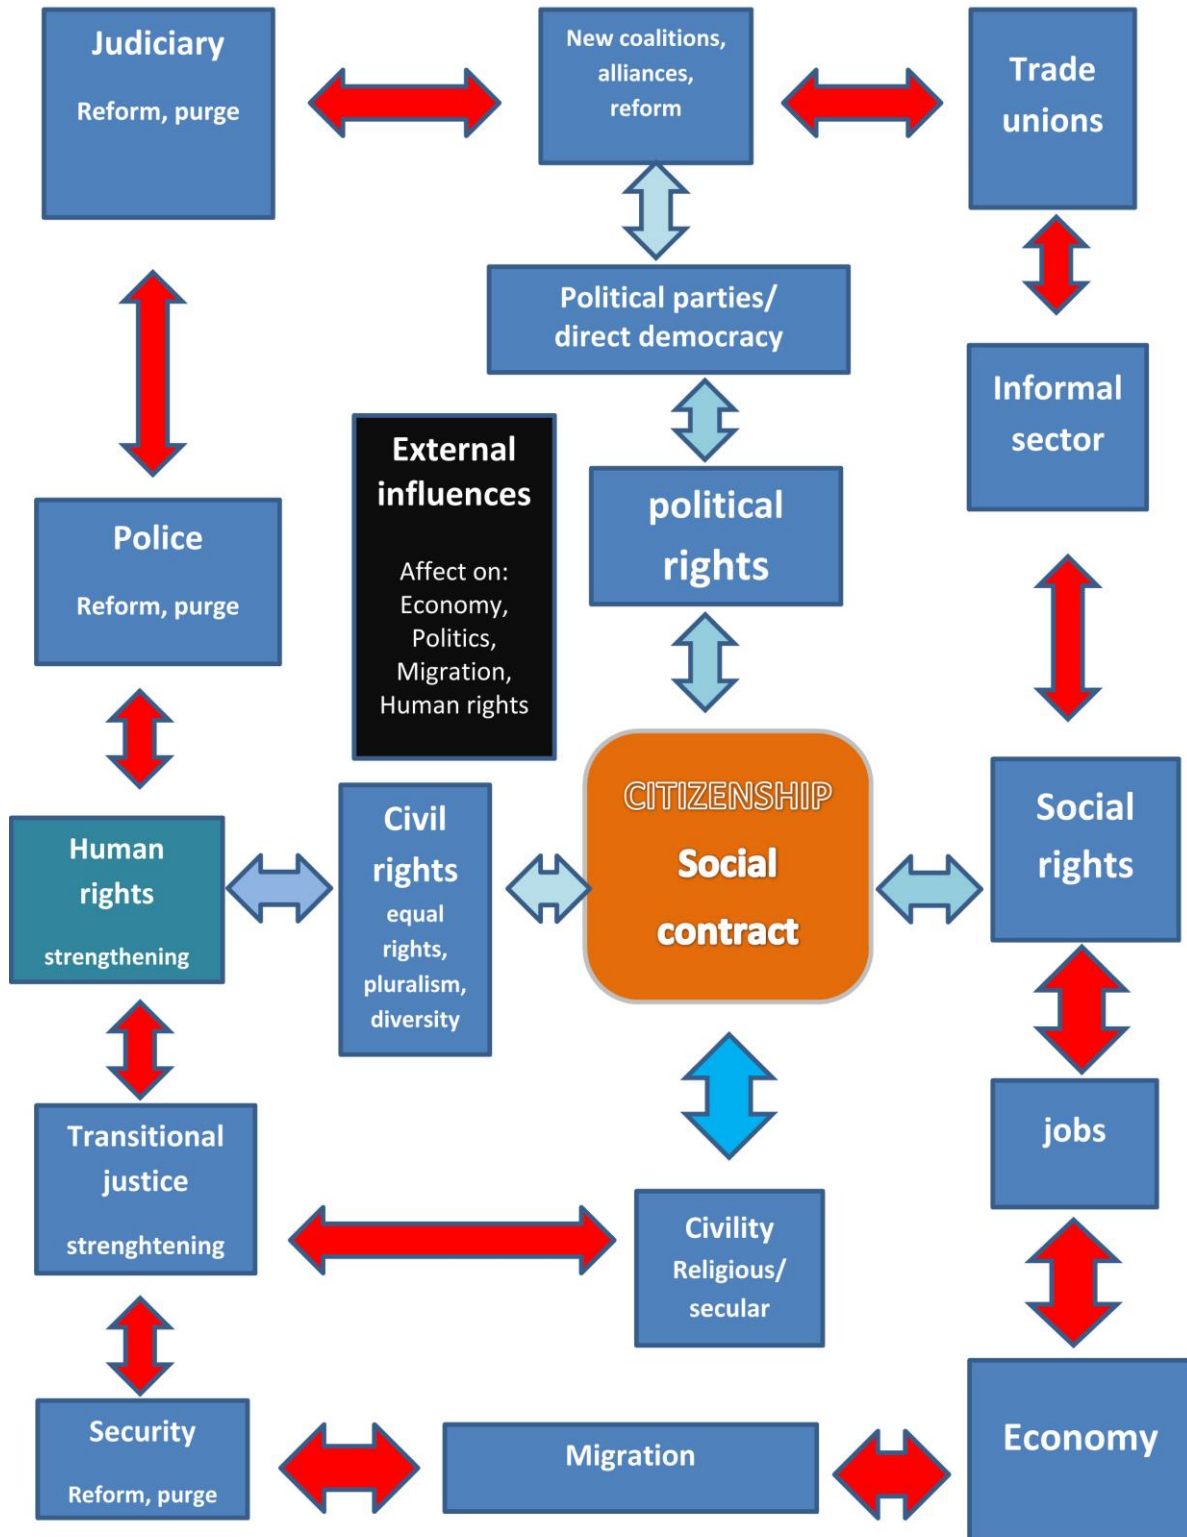 Judiciary
Reform, purge
New coalitions,
alliances,
reform
Trade
unions
Political parties/
direct democracy
Informal
sector
External
influences
Affect on:
Economy,
Politics,
Migration,
Human rights
political
rights
Police
Reform, purge
Human
rights
strengthening
Civil
rights
equal
rights,
pluralism,
diversity
CITIZENSHIP
Social
contract
Social
rights
jobs
Transitional
justice
strenghtening
Civility
Religious/
secular
Security
Reform, purge
Migration
Economy